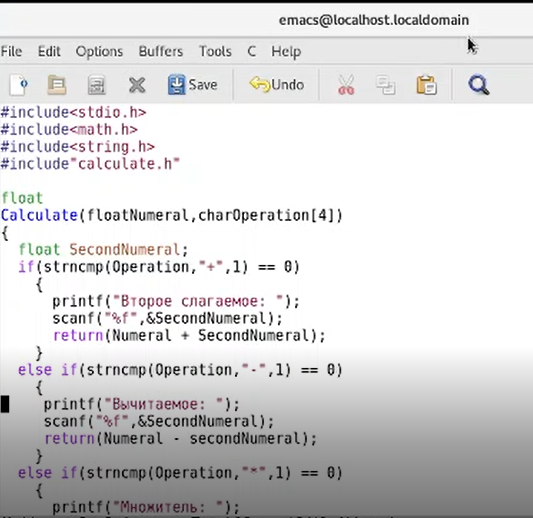 emacs@localhost.localdomain
File Edit Options Buffers Tools C Help
Save Undo
#include<stdio.h>
#include<math.h>
#include<string.h>
#include"calculate.h"
float
Calculate(floatNumeral,charOperation[4])
{
float SecondNumeral;
if(strncmp(Operation,"+",1) == 0)
{
printf("Второе слагаемое: ");
scanf("%f",&SecondNumeral);
return(Numeral + SecondNumeral);
}
else if(strncmp(Operation,"-",1) == 0)
{
printf("Вычитаемое: ");
scanf("%f",&SecondNumeral);
return(Numeral - secondNumeral);
}
else if(strncmp(Operation,"*",1) == 0)
{
printf("Множитель: ");